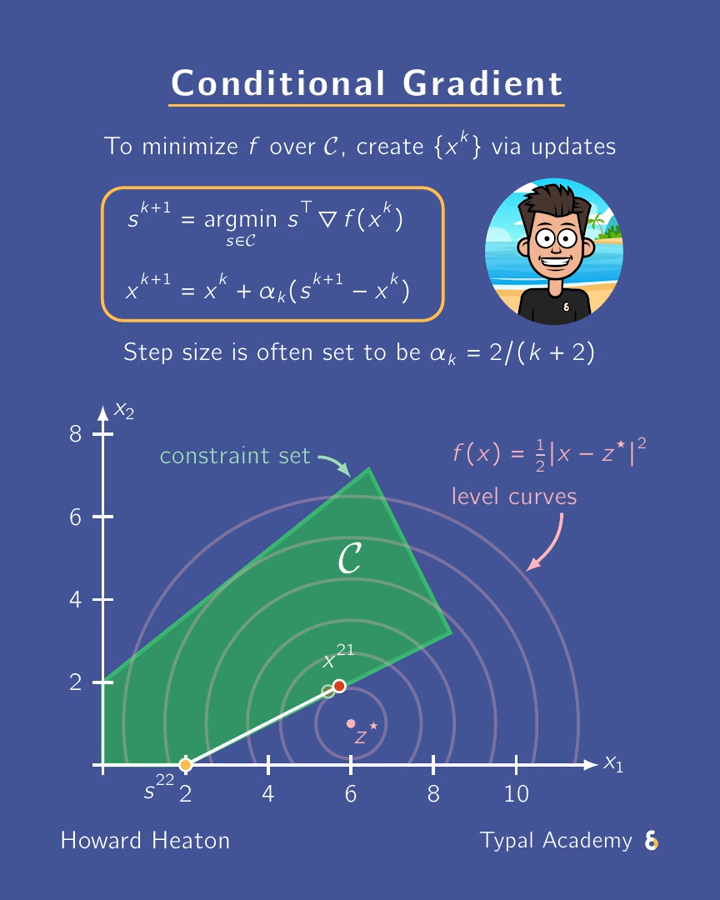 Conditional Gradient
To minimize f over 𝒞, create {x^k} via updates
s^{k+1} = argmin_{s∈𝒞} s^⊤ ∇f(x^k)
x^{k+1} = x^k + α_k(s^{k+1} − x^k)
Step size is often set to be α_k = 2/(k + 2)
x_2
8
constraint set
f(x) = 1/2|x − z^⋆|^2
level curves
6
𝒞
4
x^{21}
2
z^⋆
x_1
s^{22}
2 4 6 8 10
Howard Heaton
Typal Academy